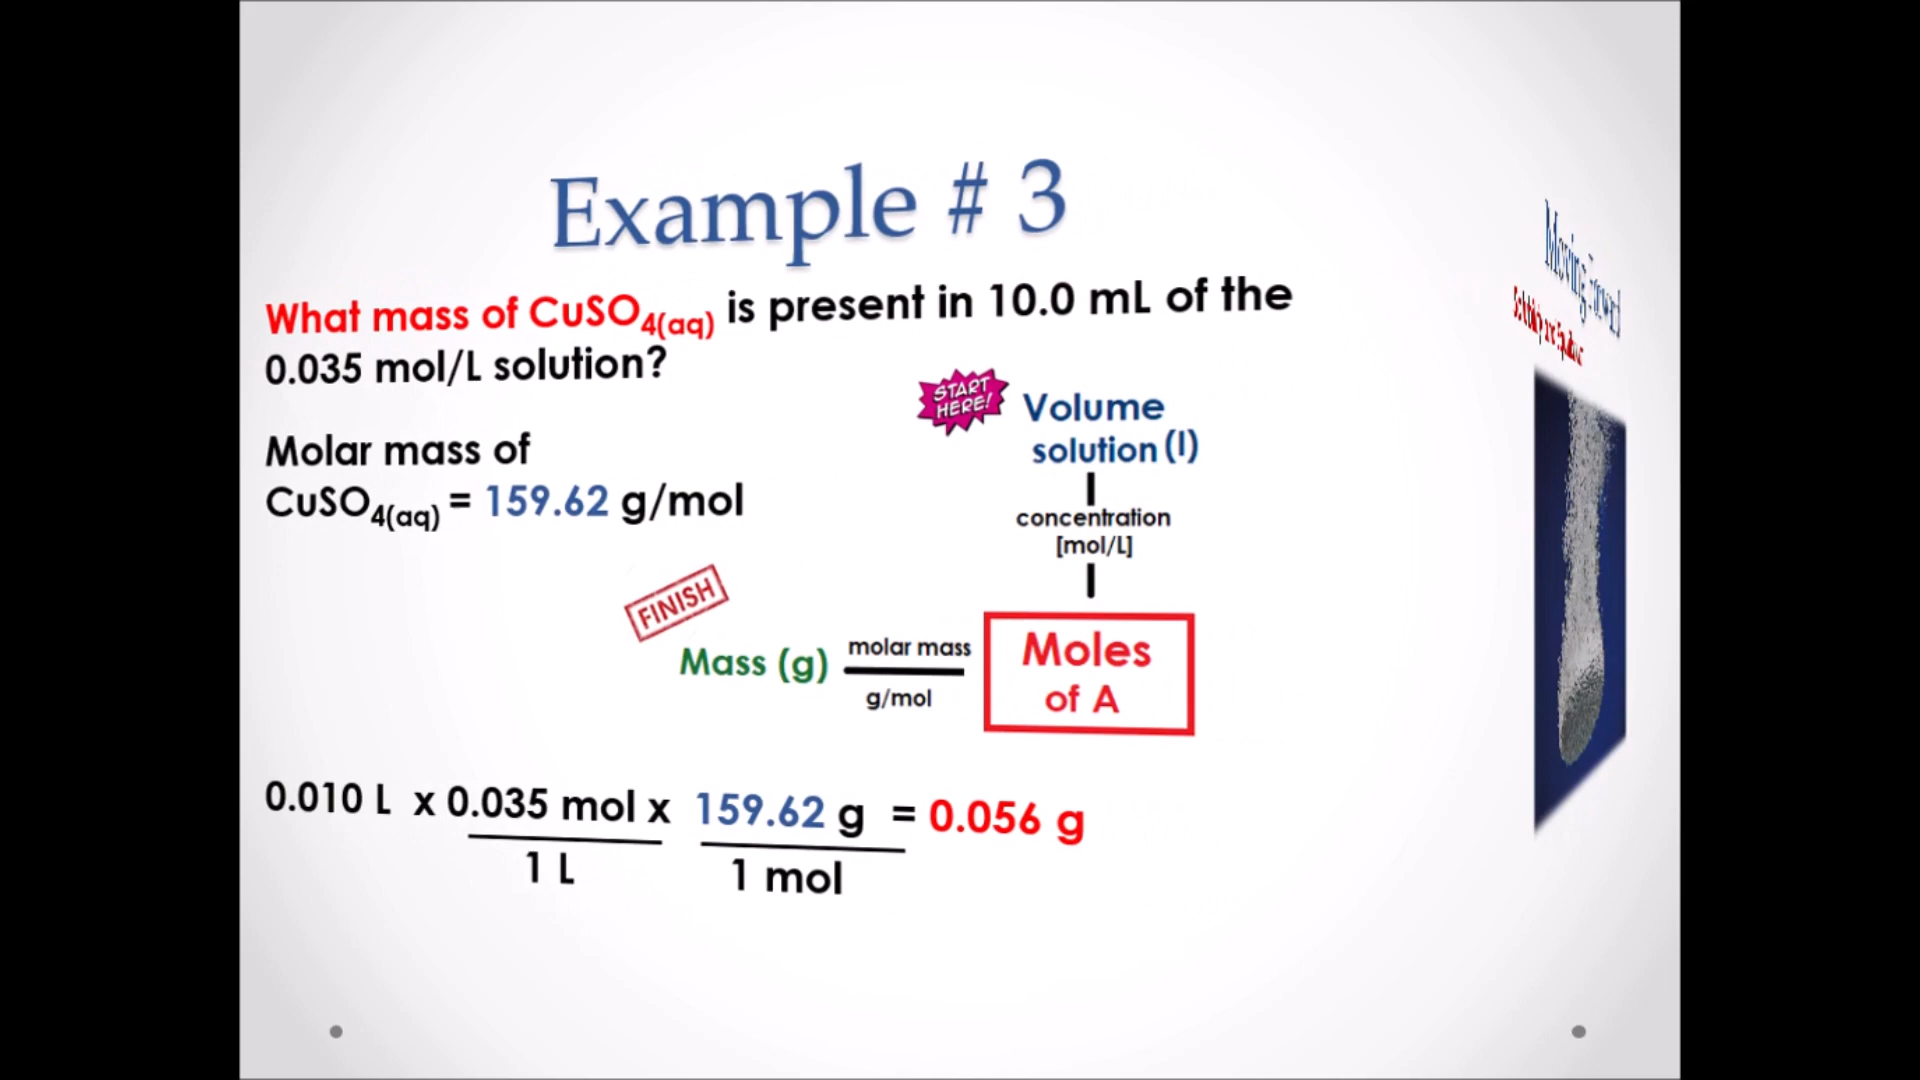 Example # 3
What mass of CuSO4(aq) is present in 10.0 mL of the
0.035 mol/L solution?
START
HERE!
Volume
solution (l)
Molar mass of
CuSO4(aq) = 159.62 g/mol
concentration
[mol/L]
FINISH
Mass (g)
molar mass
g/mol
Moles
of A
0.010 L x 0.035 mol x 159.62 g = 0.056 g
1 L
1 mol
Moving Forward